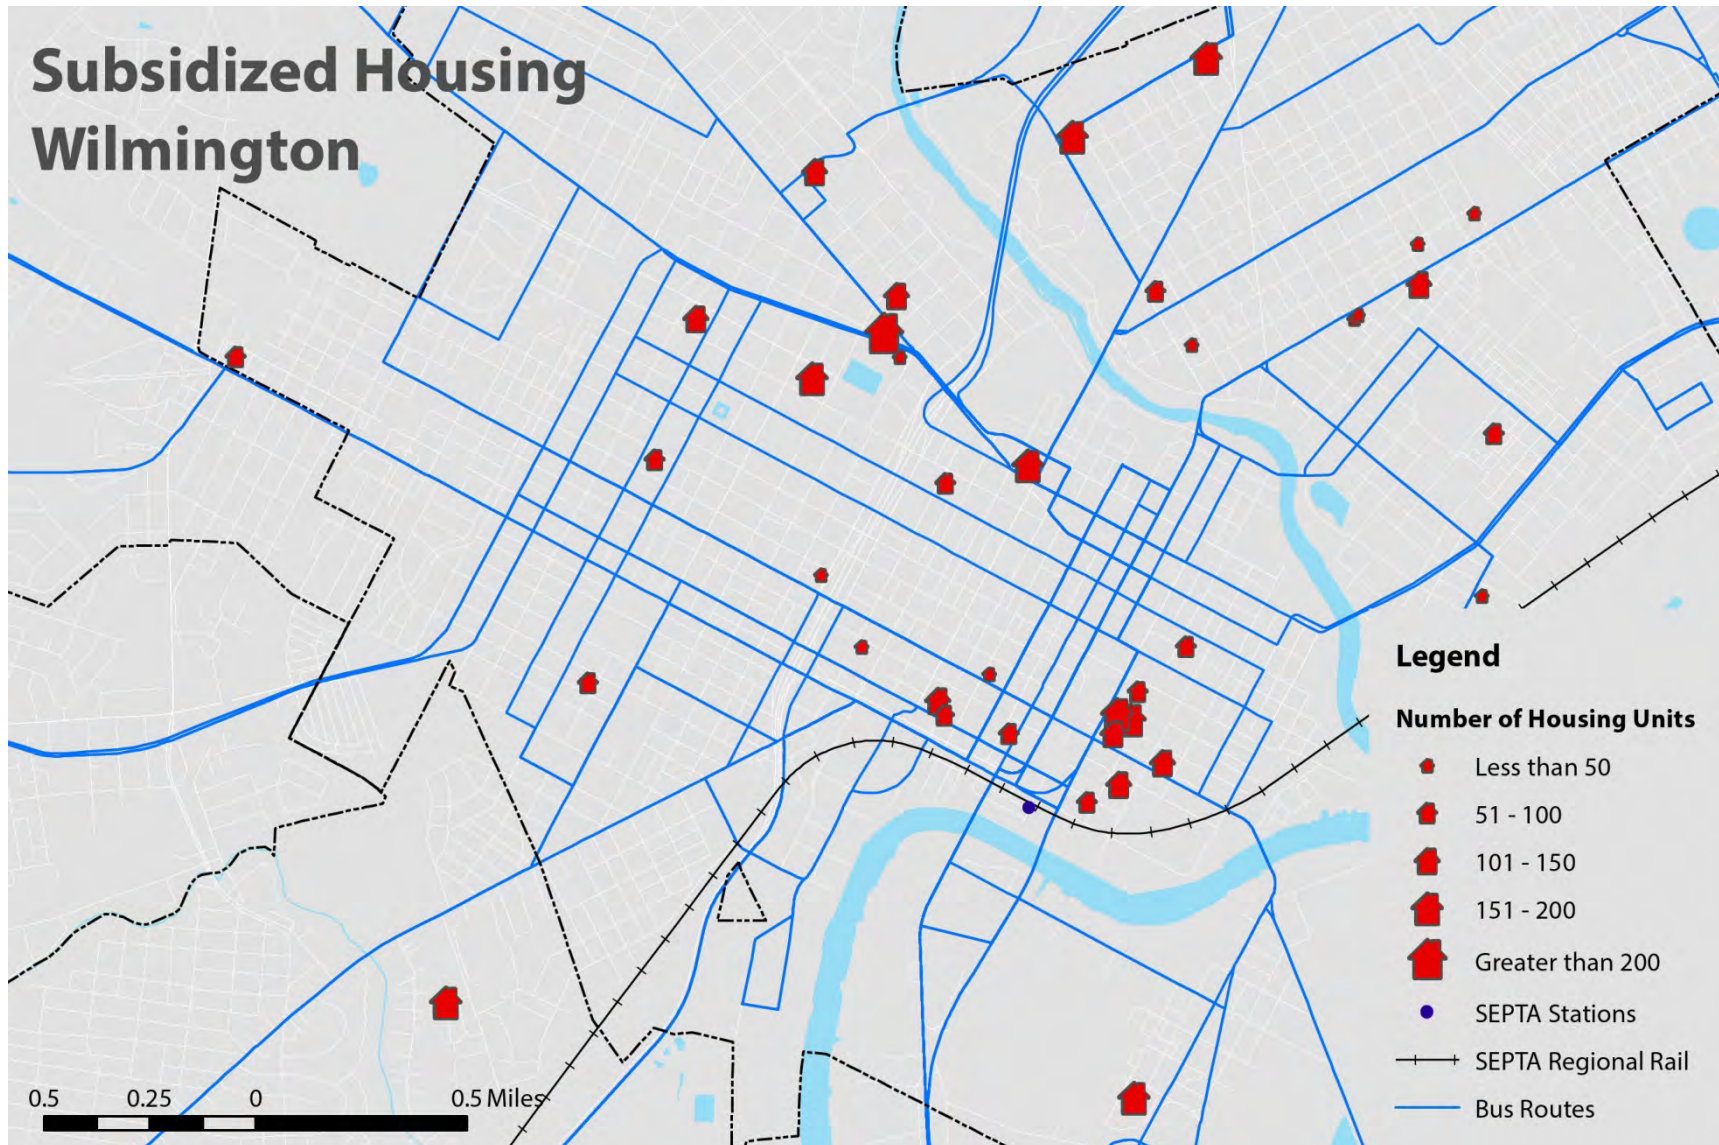 Subsidized Housing
Wilmington
Legend
Number of Housing Units
Less than 50
51 - 100
101 - 150
151 - 200
Greater than 200
SEPTA Stations
SEPTA Regional Rail
Bus Routes
0.5 0.25 0 0.5 Miles